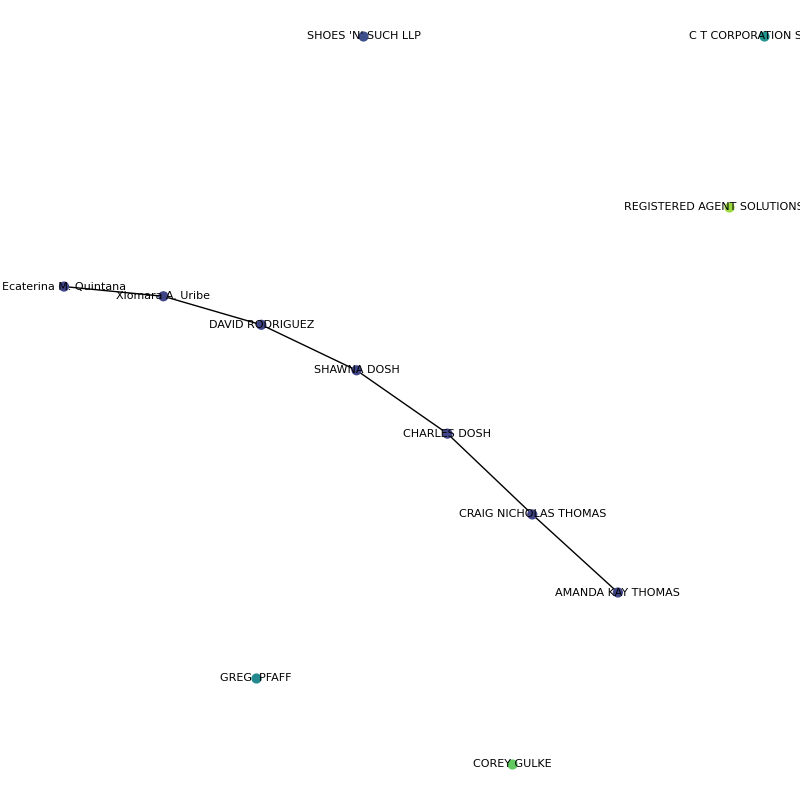 SHOES 'N' SUCH LLP
C T CORPORATION S
REGISTERED AGENT SOLUTIONS
Ecaterina M. Quintana
Xiomara A. Uribe
DAVID RODRIGUEZ
SHAWNA DOSH
CHARLES DOSH
CRAIG NICHOLAS THOMAS
AMANDA KAY THOMAS
GREG PFAFF
COREY GULKE